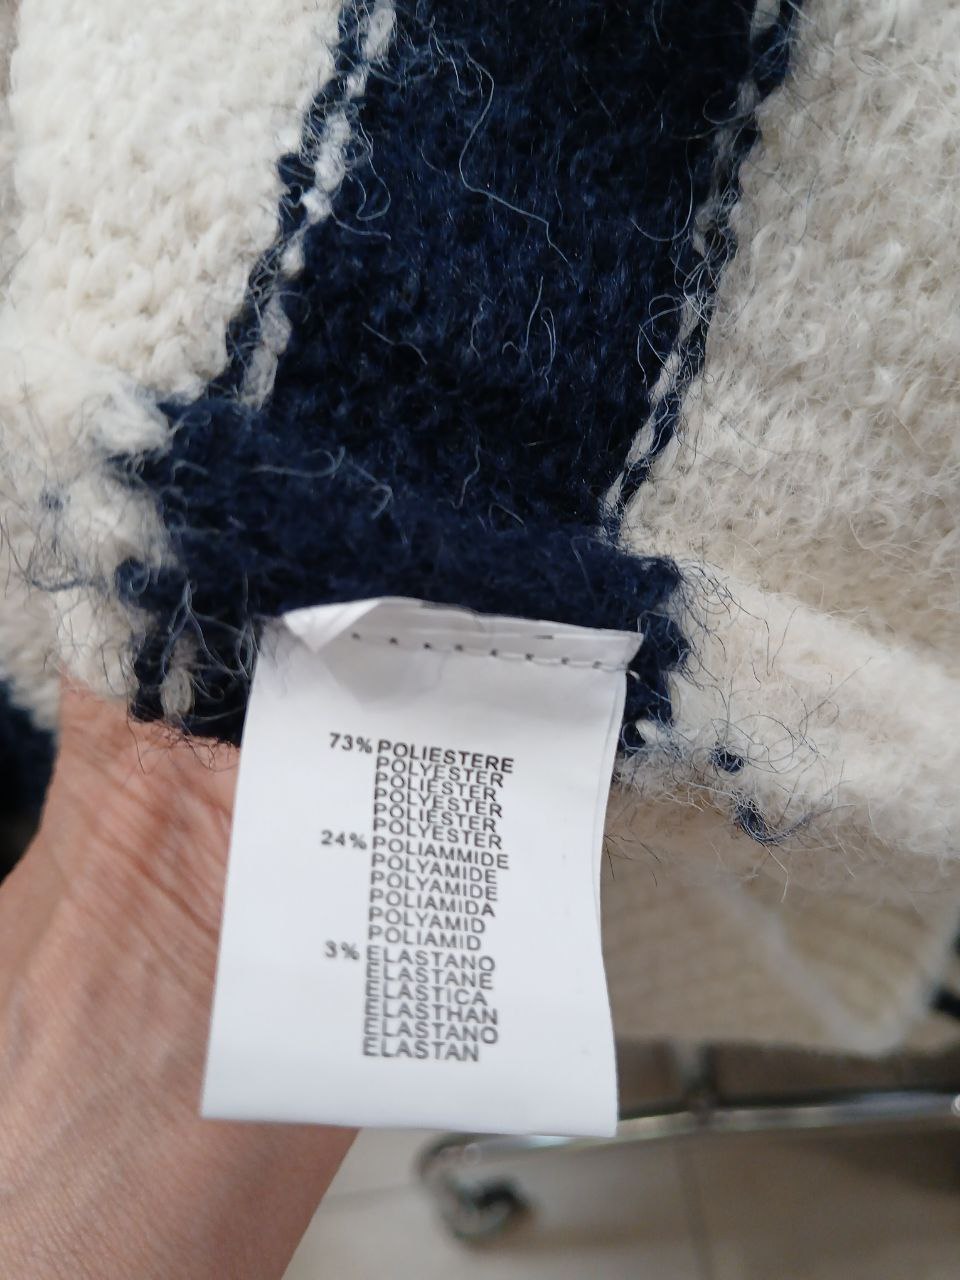 73% POLIESTERE
POLYESTER
POLIESTER
POLYESTER
POLIÉSTER
POLYESTER
24% POLIAMMIDE
POLYAMIDE
POLYAMIDE
POLIAMIDA
POLYAMID
POLIAMID
3% ELASTANO
ELASTANE
ELASTICA
ELASTHAN
ELASTANO
ELASTAN